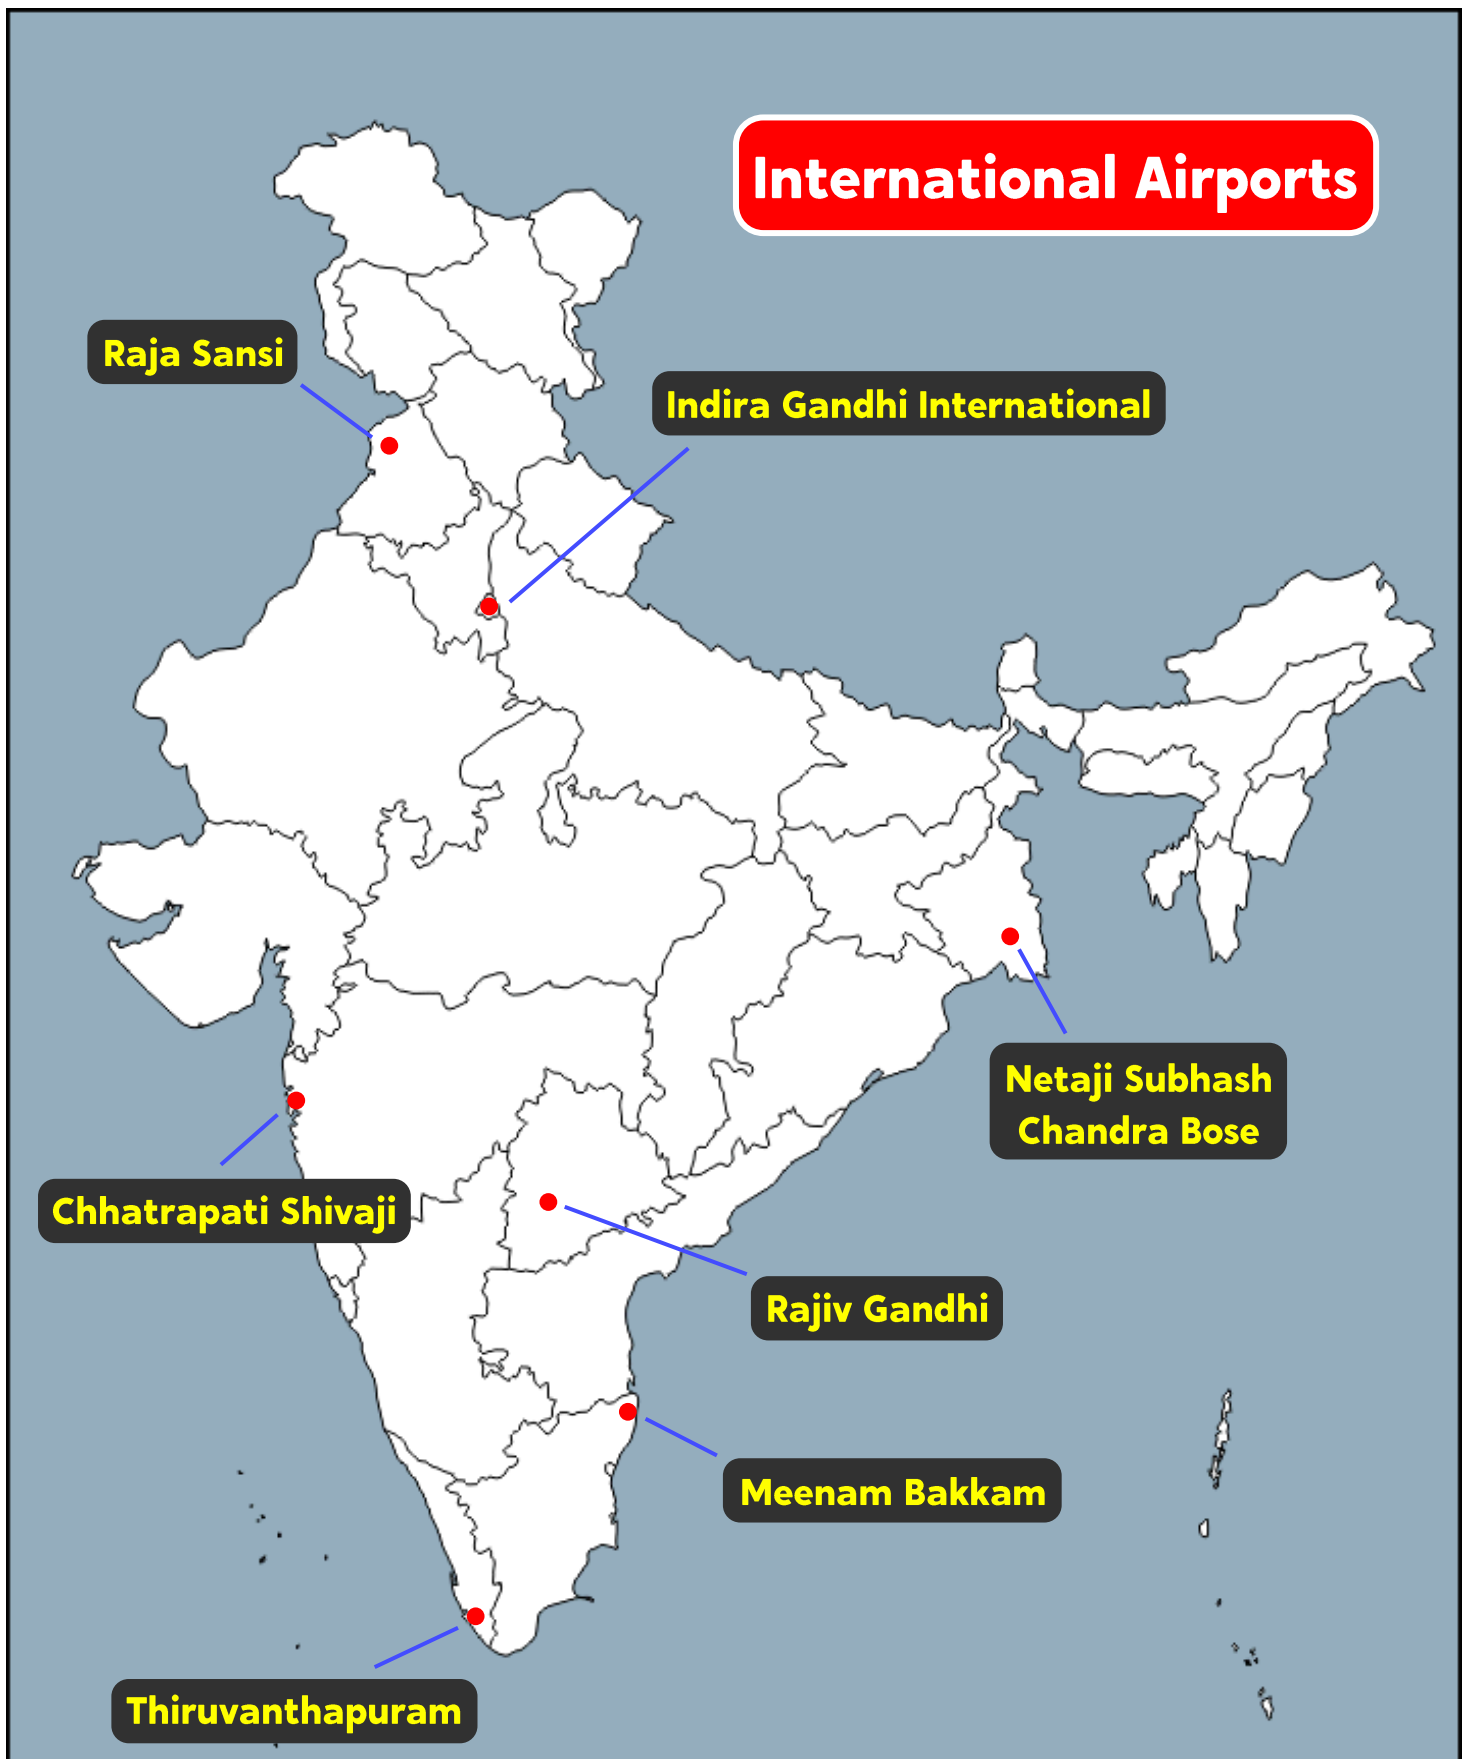 International Airports
Raja Sansi
Indira Gandhi International
Netaji Subhash
Chandra Bose
Chhatrapati Shivaji
Rajiv Gandhi
Meenam Bakkam
Thiruvanthapuram